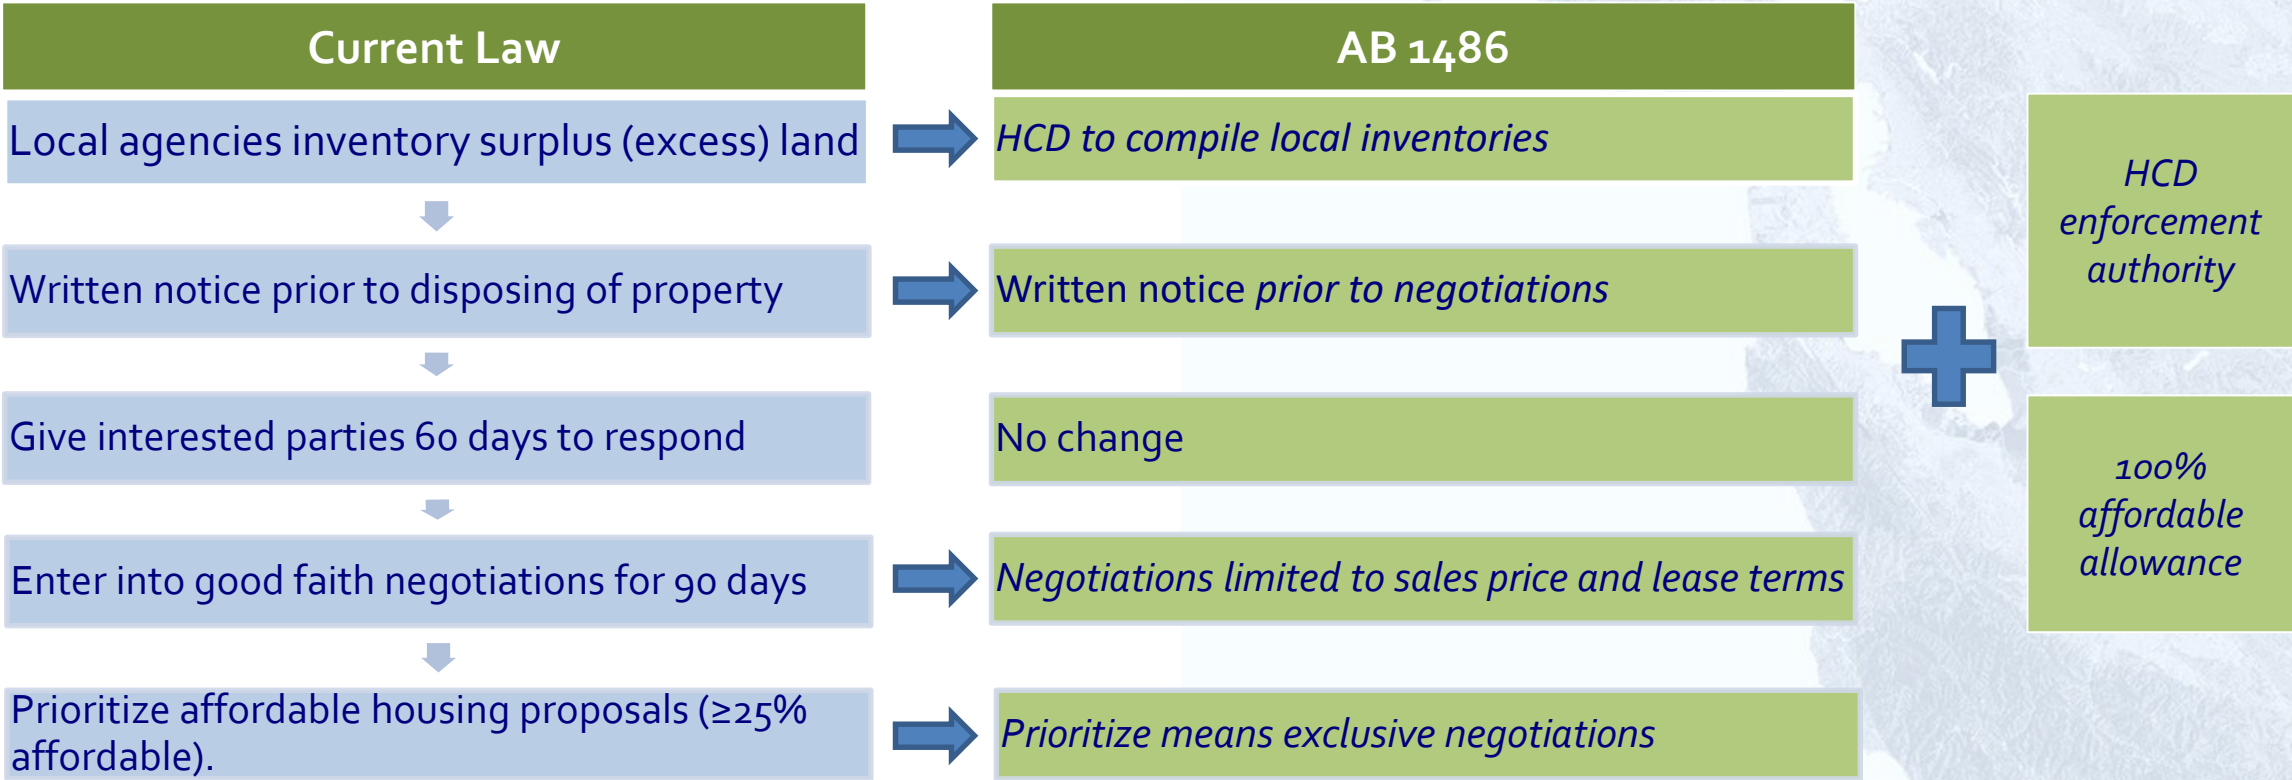 Current Law
AB 1486
Local agencies inventory surplus (excess) land
HCD to compile local inventories
Written notice prior to disposing of property
Written notice prior to negotiations
Give interested parties 60 days to respond
No change
Enter into good faith negotiations for 90 days
Negotiations limited to sales price and lease terms
Prioritize affordable housing proposals (≥25%
affordable).
Prioritize means exclusive negotiations
HCD
enforcement
authority
100%
affordable
allowance